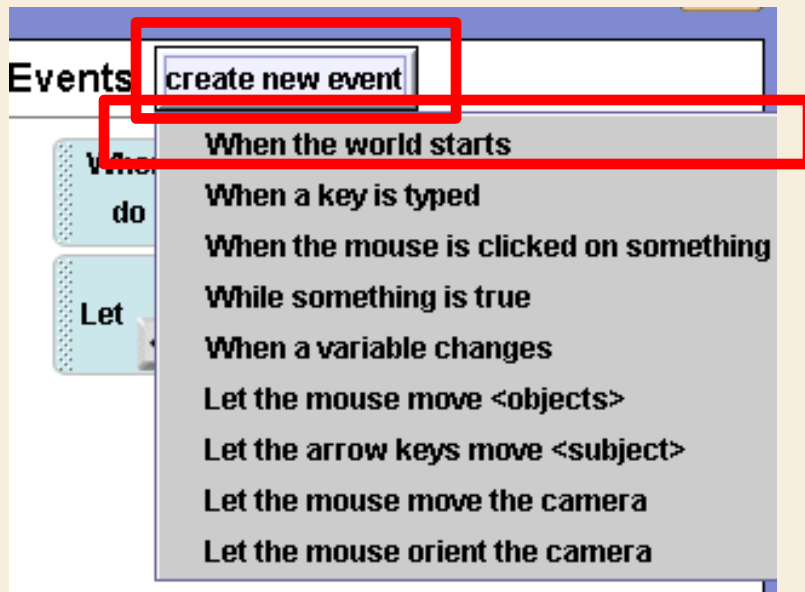 Events create new event
When the world starts
do
When a key is typed
When the mouse is clicked on something
While something is true
Let
When a variable changes
Let the mouse move <objects>
Let the arrow keys move <subject>
Let the mouse move the camera
Let the mouse orient the camera